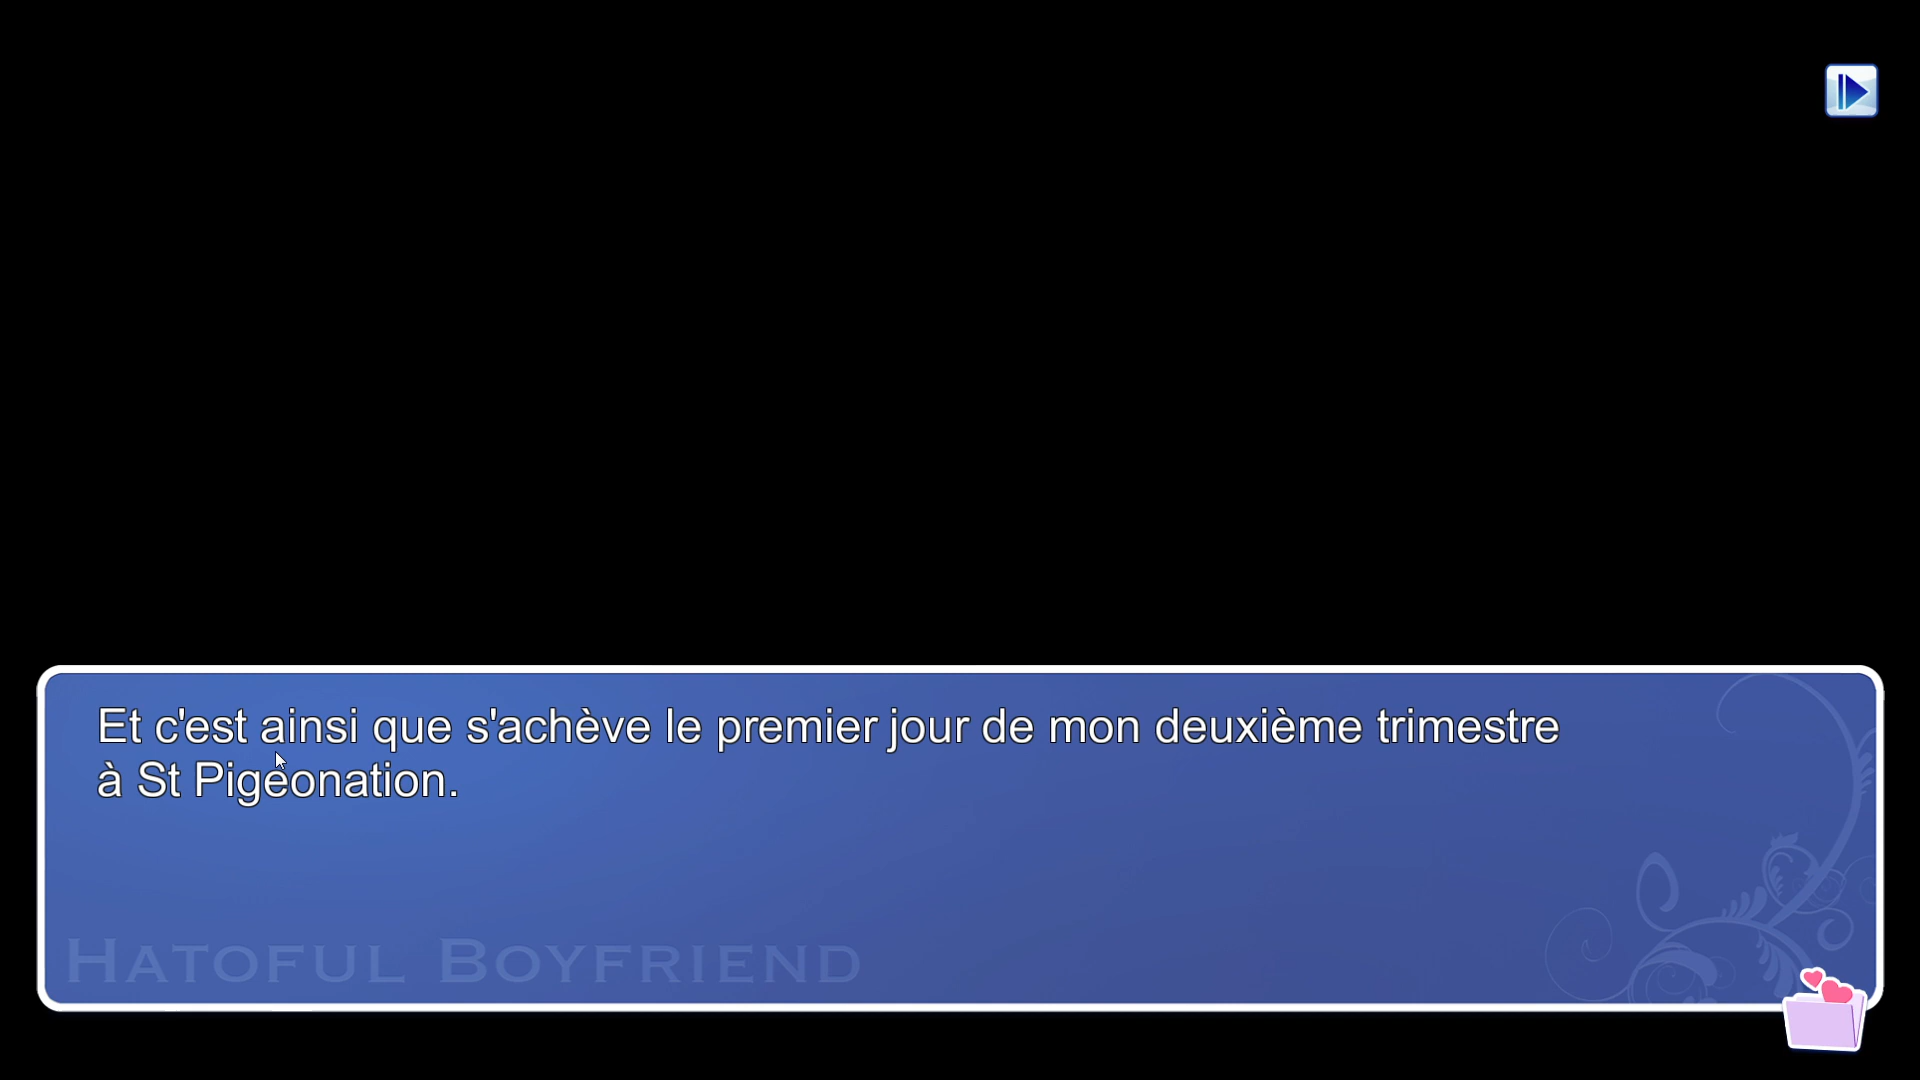 Et c'est ainsi que s'achève le premier jour de mon deuxième trimestre
à St Pigeonation.
HATOFUL BOYFRIEND